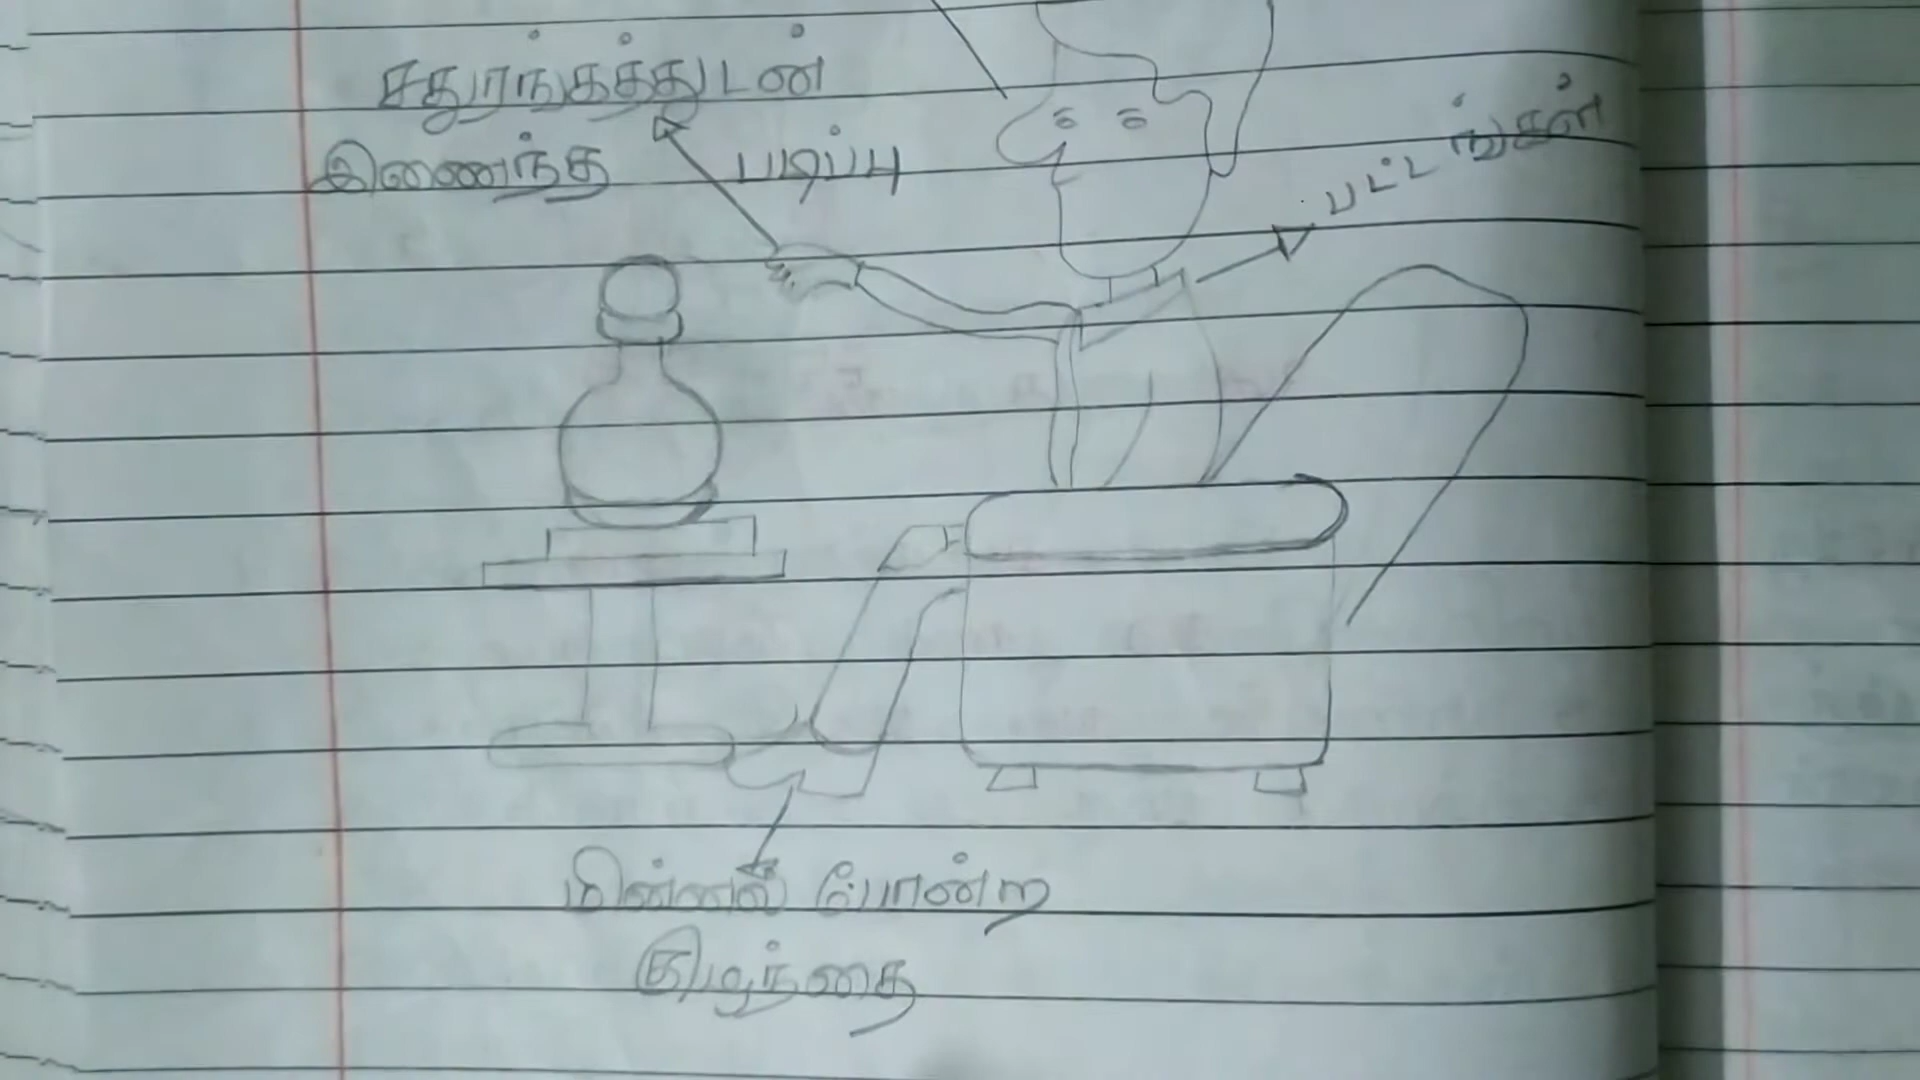 சதுரங்கத்துடன்
இணைந்த படிப்பு
பட்டங்கள்
மின்னல் போன்ற
குழந்தை